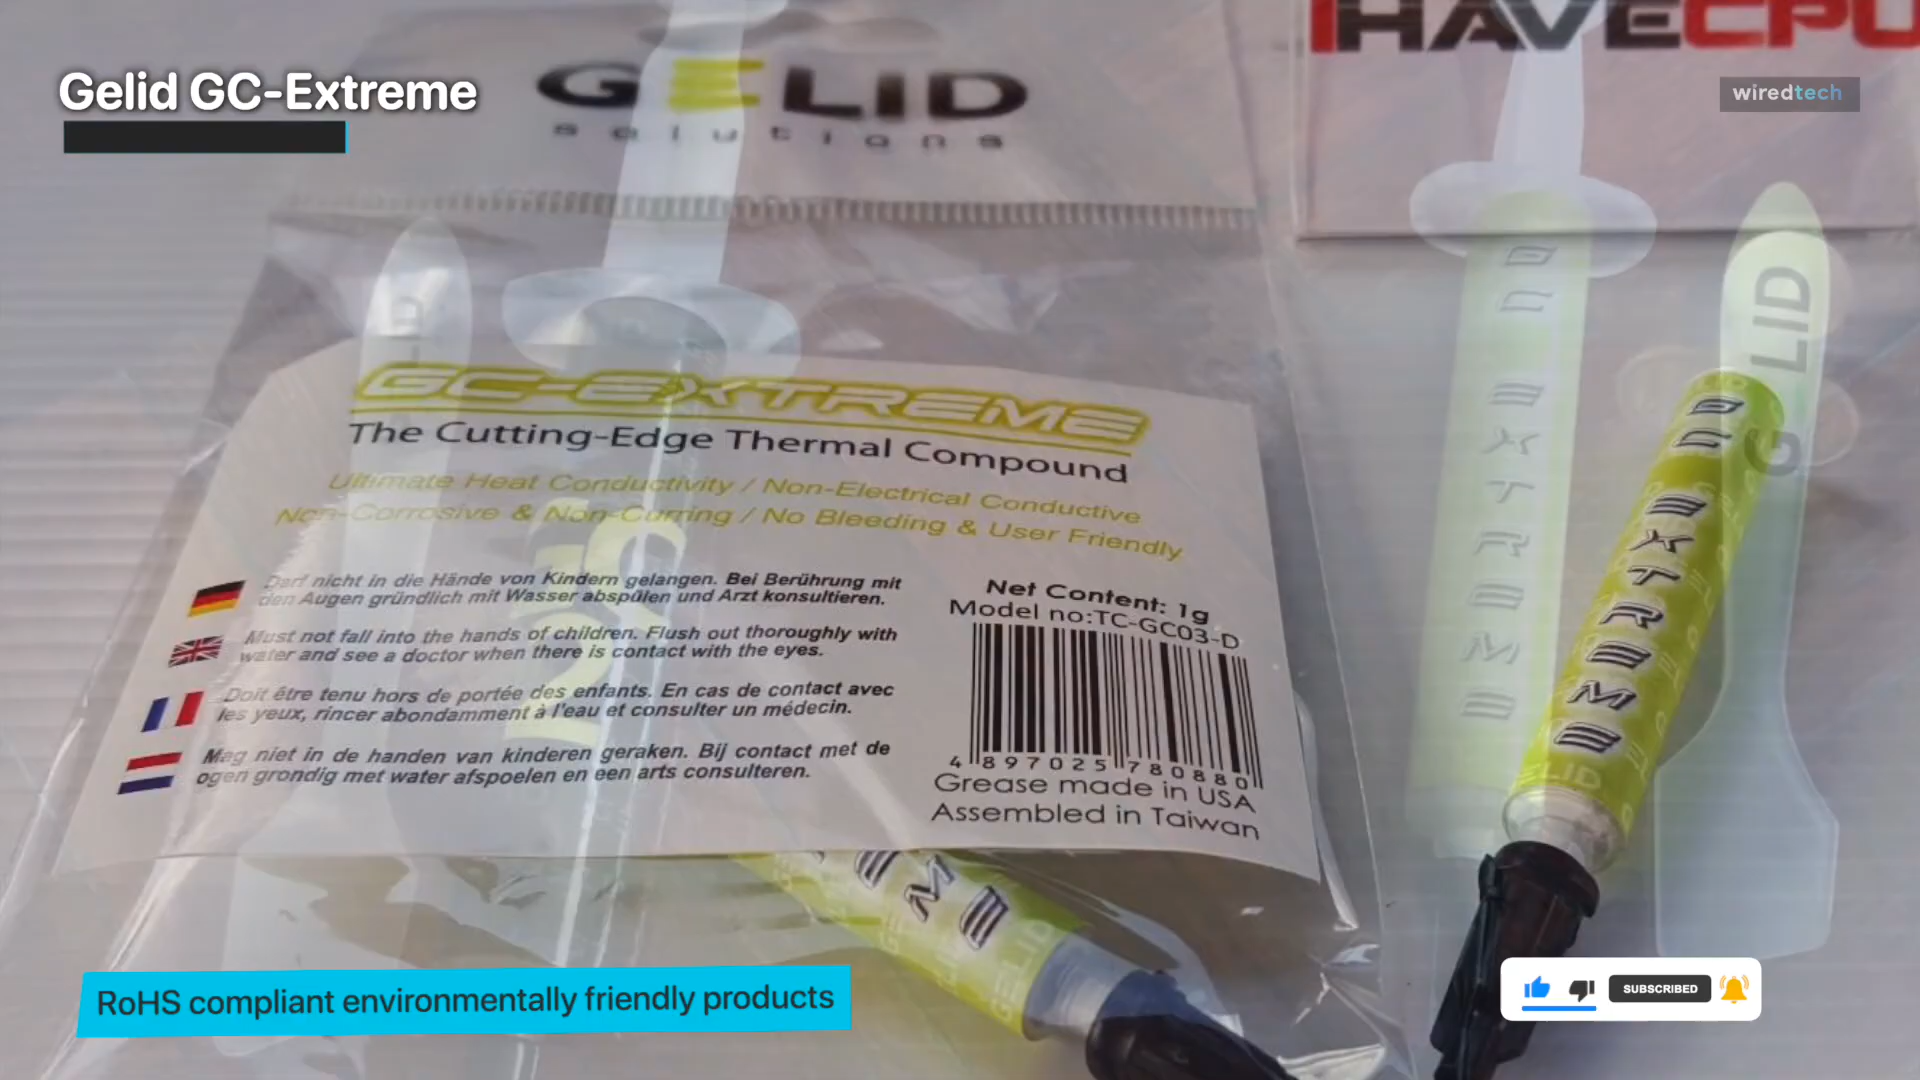 Gelid GC-Extreme
GELID
solutions
IHAVECPU
wiredtech
GC-EXTREME
The Cutting-Edge Thermal Compound
Ultimate Heat Conductivity / Non-Electrical Conductive
Non-Corrosive & Non-Curring / No Bleeding & User Friendly
Darf nicht in die Hände von Kindern gelangen. Bei Berührung mit
den Augen gründlich mit Wasser abspülen und Arzt konsultieren.
Must not fall into the hands of children. Flush out thoroughly with
water and see a doctor when there is contact with the eyes.
Doit être tenu hors de portée des enfants. En cas de contact avec
les yeux, rincer abondamment à l'eau et consulter un médecin.
Mag niet in de handen van kinderen geraken. Bij contact met de
ogen grondig met water afspoelen en een arts consulteren.
Net Content: 1g
Model no:TC-GC03-D
4 897025 780880
Grease made in USA
Assembled in Taiwan
GC EXTREME
GELID
GC EXTREME
GELID
EME
GELID
RoHS compliant environmentally friendly products
SUBSCRIBED